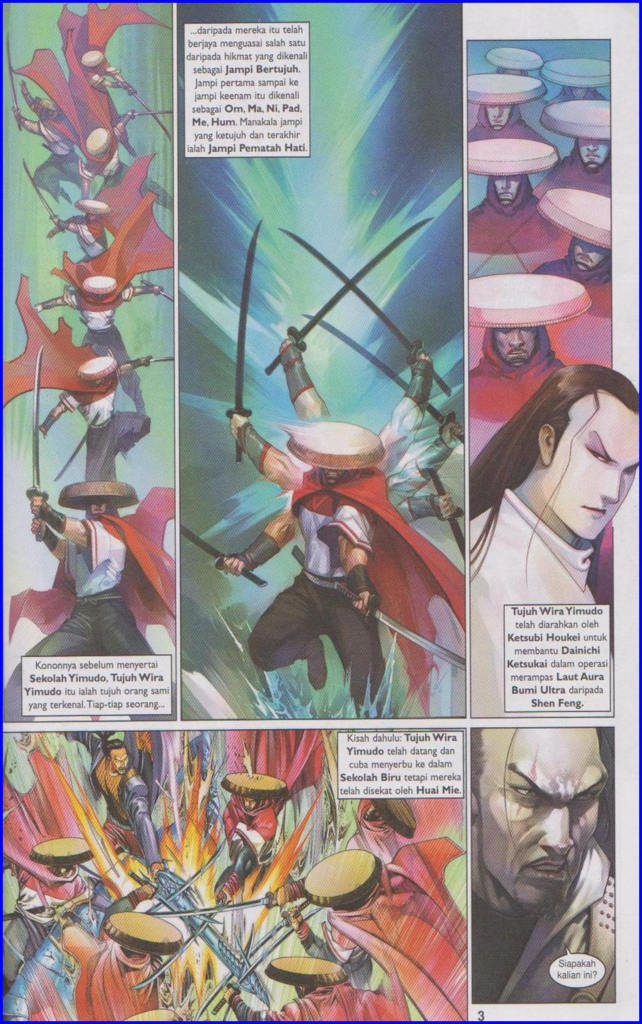 Kononnya sebelum menyertai
Sekolah Yimudo, Tujuh Wira
Yimudo itu ialah tujuh orang sami
yang terkenal. Tiap-tiap seorang...
...daripada mereka itu telah
berjaya menguasai salah satu
daripada hikmat yang dikenali
sebagai Jampi Bertujuh.
Jampi pertama sampai ke
jampi keenam itu dikenali
sebagai Om, Ma, Ni, Pad,
Me, Hum. Manakala jampi
yang ketujuh dan terakhir
ialah Jampi Pematah Hati.
Tujuh Wira Yimudo
telah diarahkan oleh
Ketsubi Houkei untuk
membantu Dainichi
Ketsukai dalam operasi
merampas Laut Aura
Bumi Ultra daripada
Shen Feng.
Kisah dahulu: Tujuh Wira
Yimudo telah datang dan
cuba menyerbu ke dalam
Sekolah Biru tetapi mereka
telah disekat oleh Huai Mie.
Siapakah
kalian ini?
3